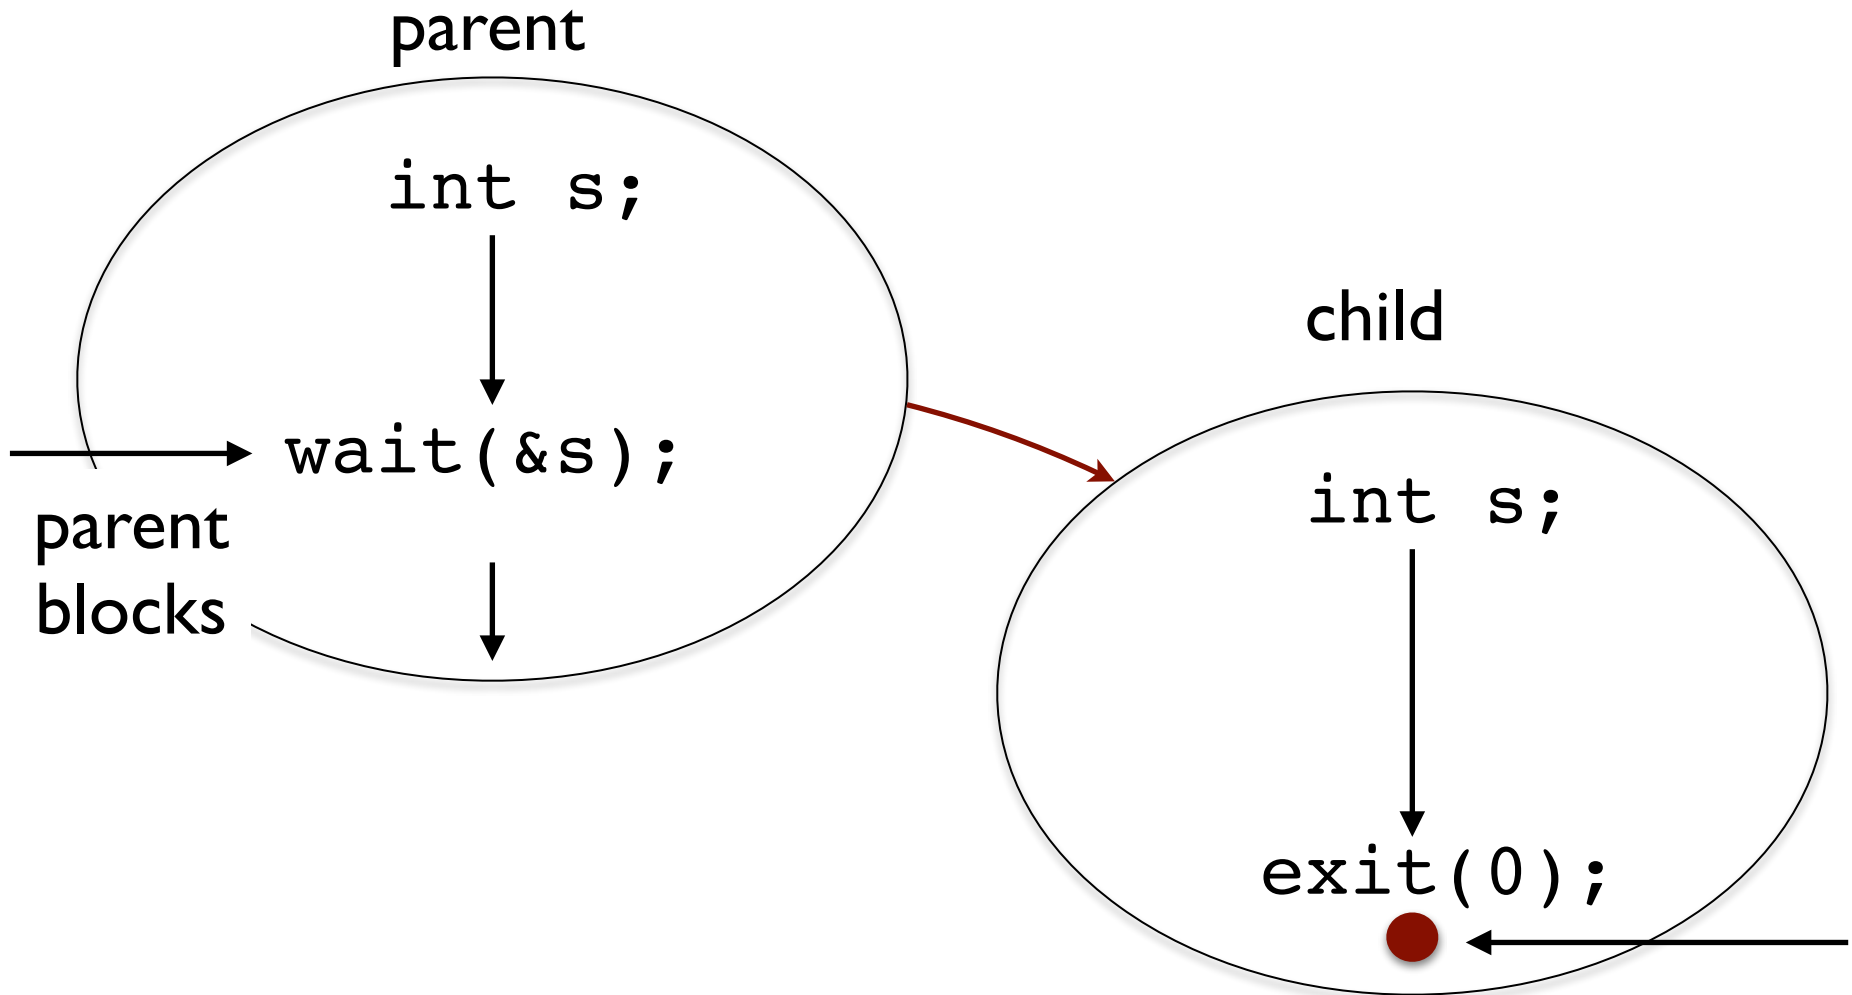 parent
int s;
wait(&s);
parent
blocks
child
int s;
exit(0);